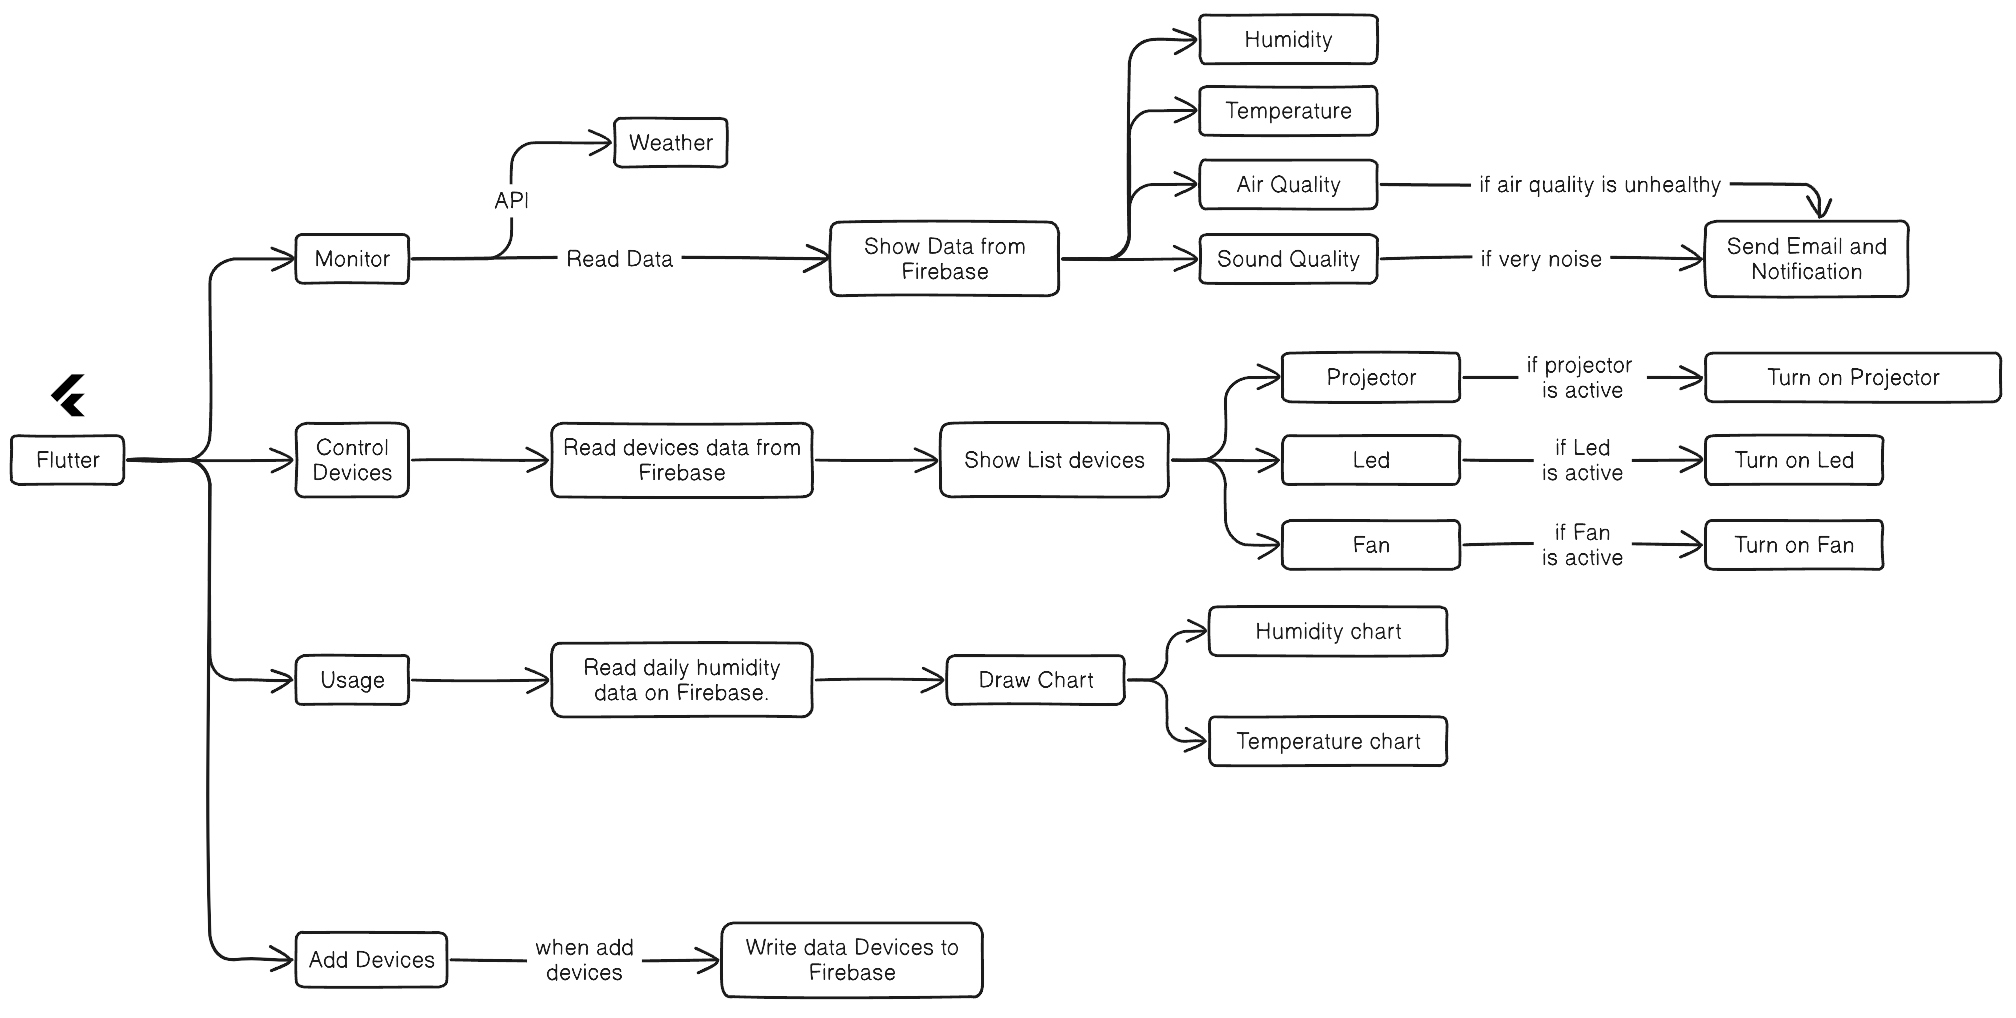 Humidity
Temperature
Weather
API
Air Quality
if air quality is unhealthy
Monitor
Read Data
Show Data from
Firebase
Sound Quality
if very noise
Send Email and
Notification
Flutter
Control
Devices
Read devices data from
Firebase
Show List devices
Projector
if projector
is active
Turn on Projector
Led
if Led
is active
Turn on Led
Fan
if Fan
is active
Turn on Fan
Usage
Read daily humidity
data on Firebase.
Draw Chart
Humidity chart
Temperature chart
Add Devices
when add
devices
Write data Devices to
Firebase